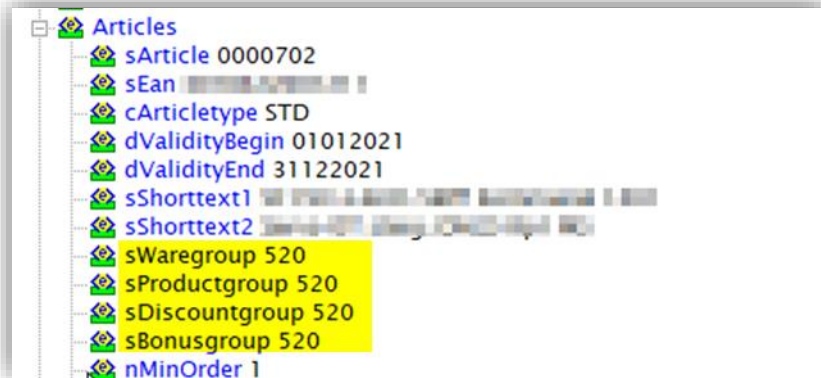 Articles
sArticle 0000702
sEan
cArticletype STD
dValidityBegin 01012021
dValidityEnd 31122021
sShorttext1
sShorttext2
sWaregroup 520
sProductgroup 520
sDiscountgroup 520
sBonusgroup 520
nMinOrder 1